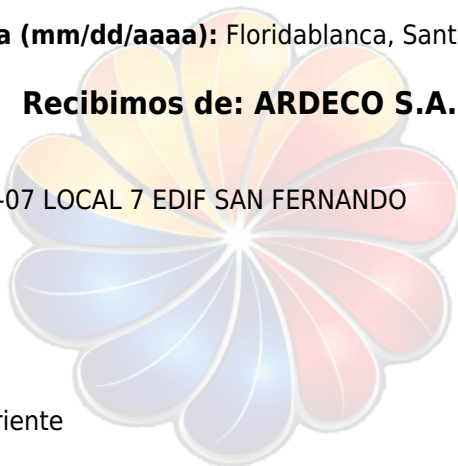 a (mm/dd/aaaa): Floridablanca, Sant
Recibimos de: ARDECO S.A.
-07 LOCAL 7 EDIF SAN FERNANDO
riente